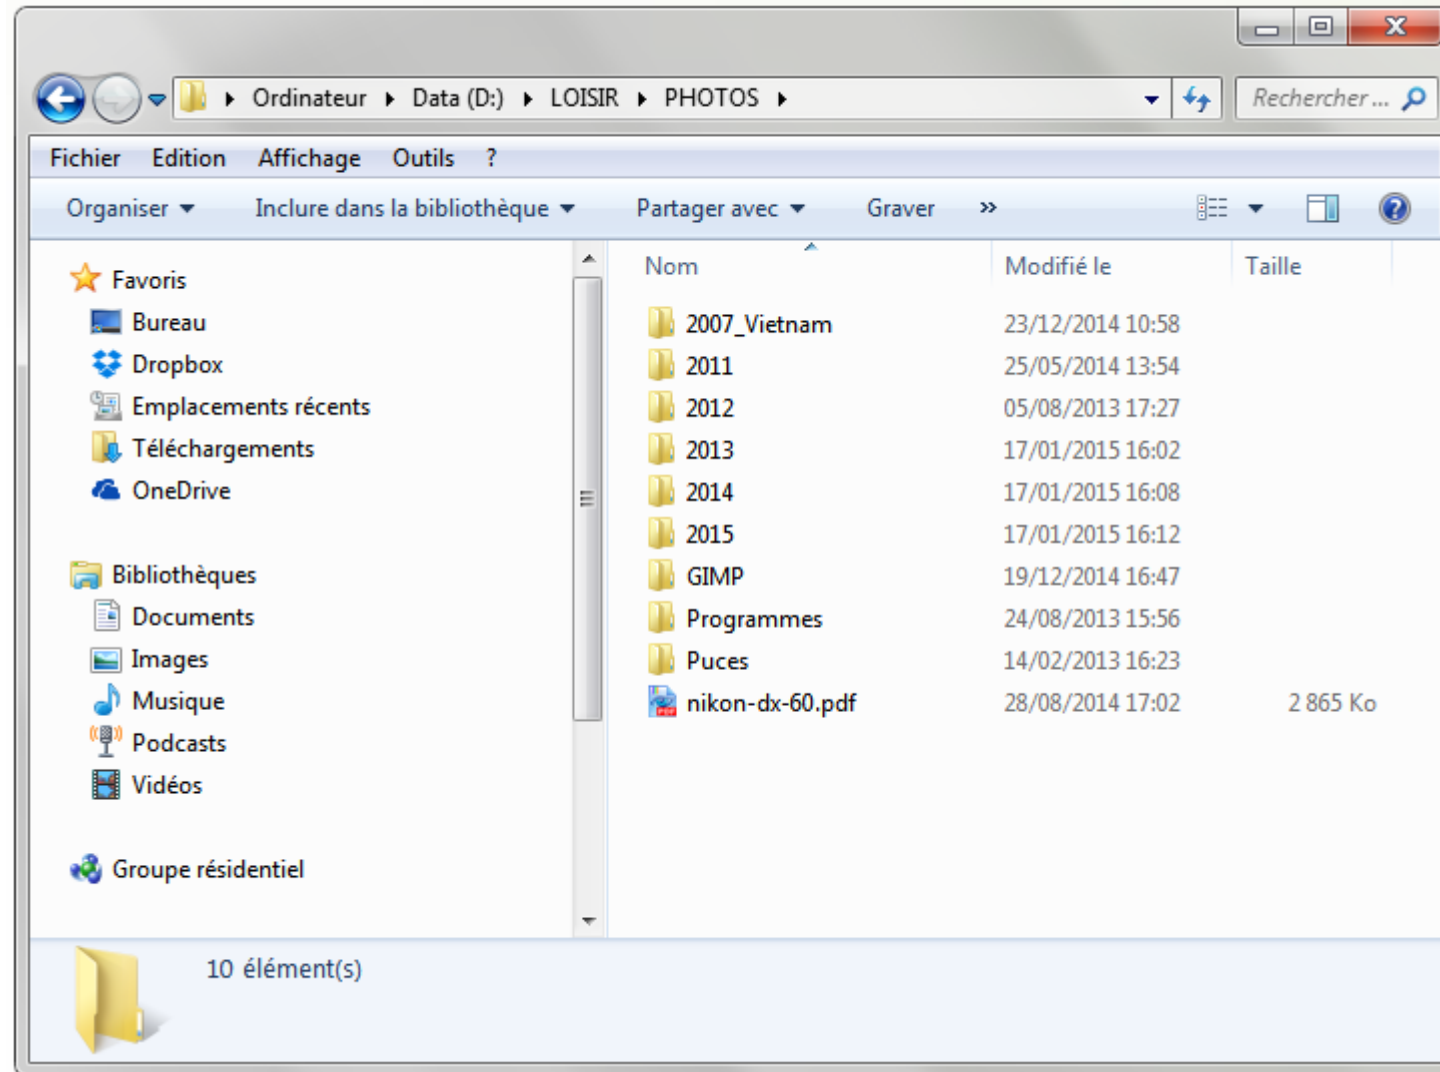 Ordinateur Data (D:) LOISIR PHOTOS Rechercher ...
Fichier Edition Affichage Outils ?
Organiser Inclure dans la bibliothèque Partager avec Graver »
Favoris
Bureau
Dropbox
Emplacements récents
Téléchargements
OneDrive
Bibliothèques
Documents
Images
Musique
Podcasts
Vidéos
Groupe résidentiel
Nom Modifié le Taille
2007_Vietnam 23/12/2014 10:58
2011 25/05/2014 13:54
2012 05/08/2013 17:27
2013 17/01/2015 16:02
2014 17/01/2015 16:08
2015 17/01/2015 16:12
GIMP 19/12/2014 16:47
Programmes 24/08/2013 15:56
Puces 14/02/2013 16:23
nikon-dx-60.pdf 28/08/2014 17:02 2 865 Ko
10 élément(s)